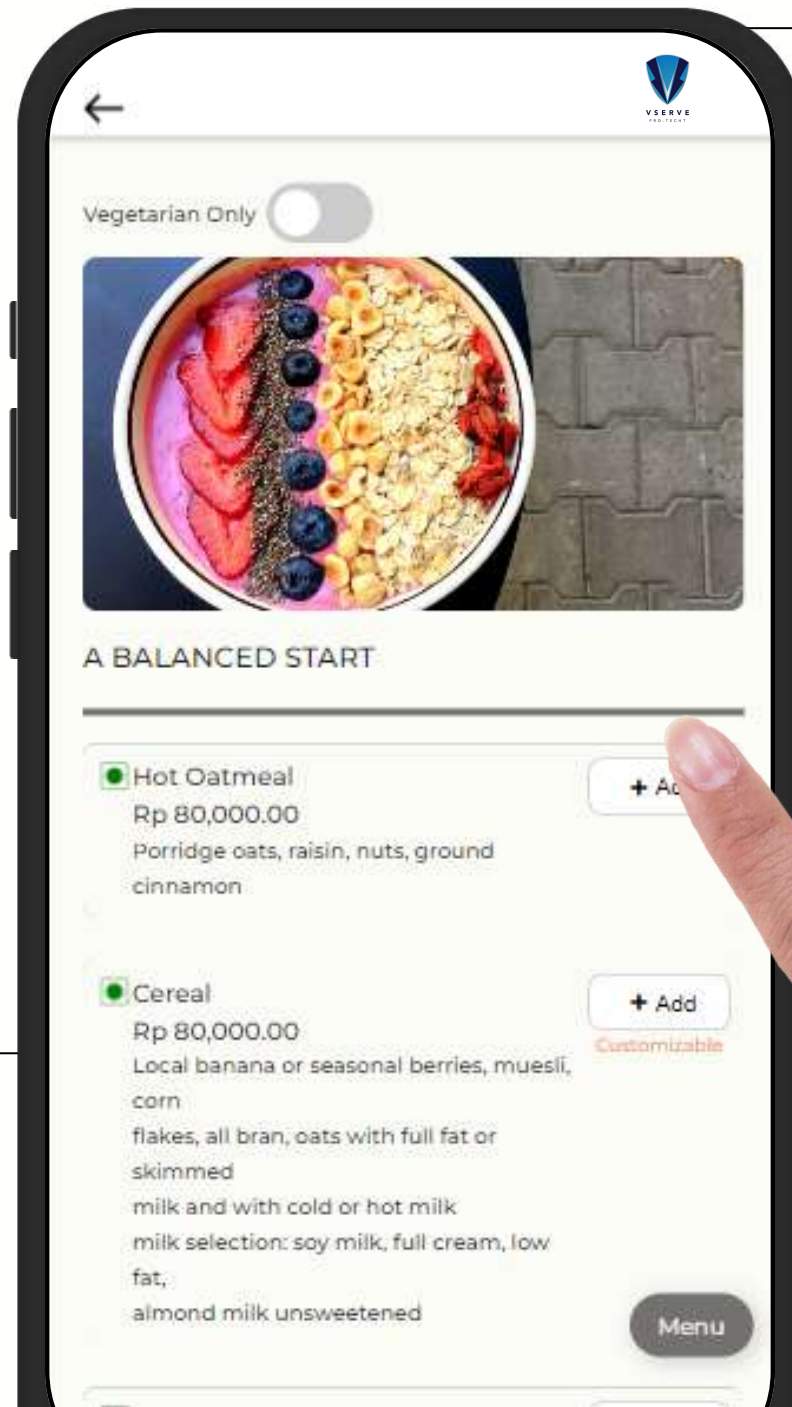 VSERVE
PRO-TECHT
Vegetarian Only
A BALANCED START
Hot Oatmeal
+ Ad
Rp 80,000.00
Porridge oats, raisin, nuts, ground
cinnamon
Cereal
+ Add
Rp 80,000.00
Customizable
Local banana or seasonal berries, muesli,
corn
flakes, all bran, oats with full fat or
skimmed
milk and with cold or hot milk
milk selection: soy milk, full cream, low
fat,
almond milk unsweetened
Menu